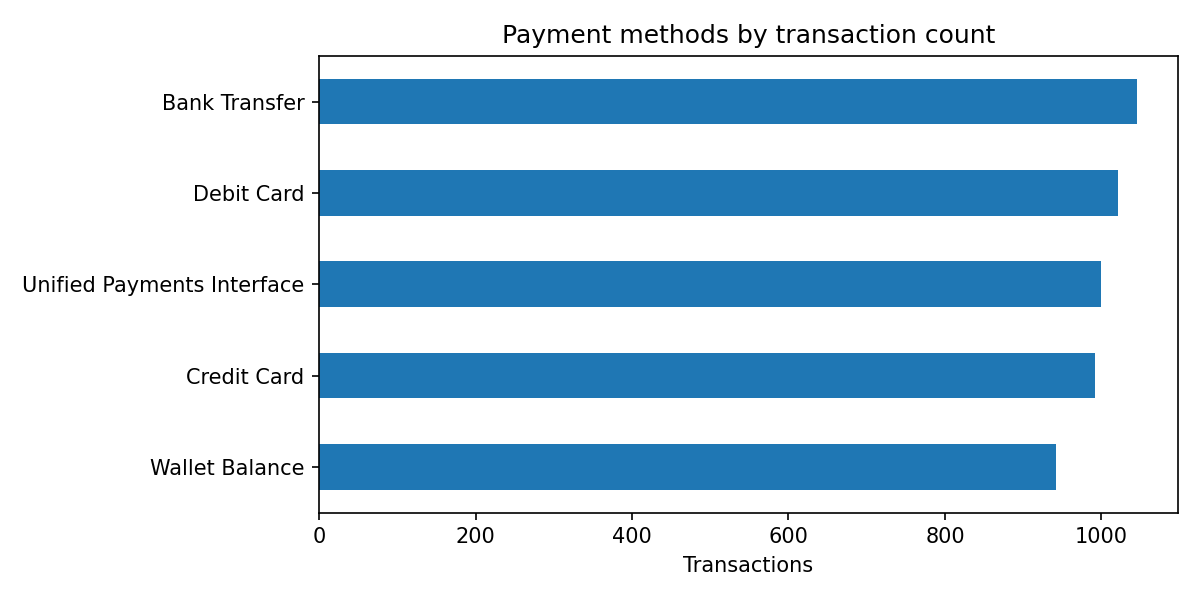 Payment methods by transaction count
Bank Transfer
Debit Card
Unified Payments Interface
Credit Card
Wallet Balance
0 200 400 600 800 1000
Transactions